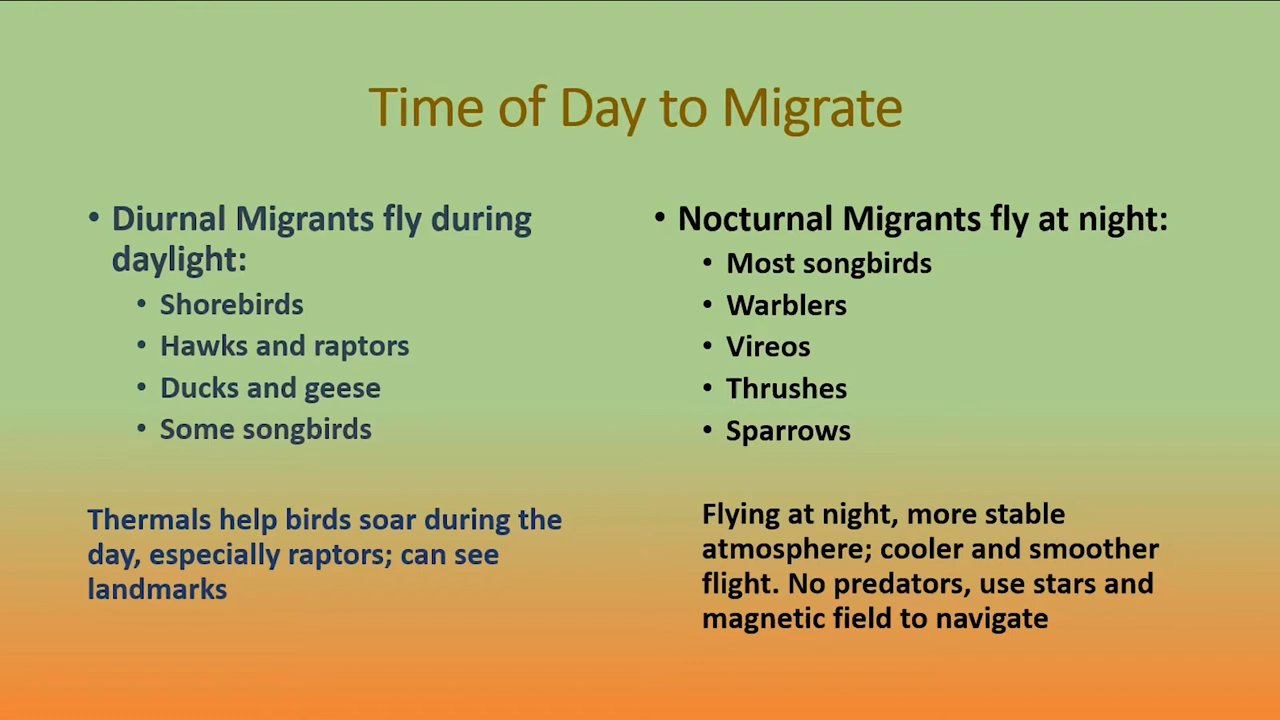 Time of Day to Migrate
• Diurnal Migrants fly during
daylight:
• Shorebirds
• Hawks and raptors
• Ducks and geese
• Some songbirds
Thermals help birds soar during the
day, especially raptors; can see
landmarks
• Nocturnal Migrants fly at night:
• Most songbirds
• Warblers
• Vireos
• Thrushes
• Sparrows
Flying at night, more stable
atmosphere; cooler and smoother
flight. No predators, use stars and
magnetic field to navigate